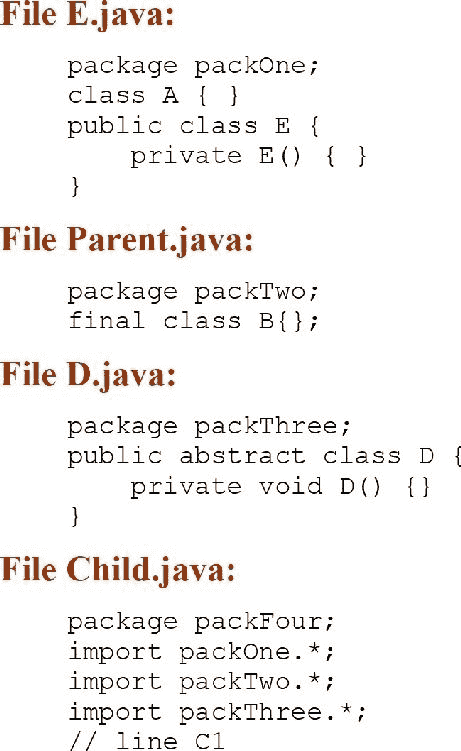 File E.java:
package packOne;
class A { }
public class E {
    private E() { }
}
File Parent.java:
package packTwo;
final class B{};
File D.java:
package packThree;
public abstract class D {
    private void D() {}
}
File Child.java:
package packFour;
import packOne.*;
import packTwo.*;
import packThree.*;
// line C1